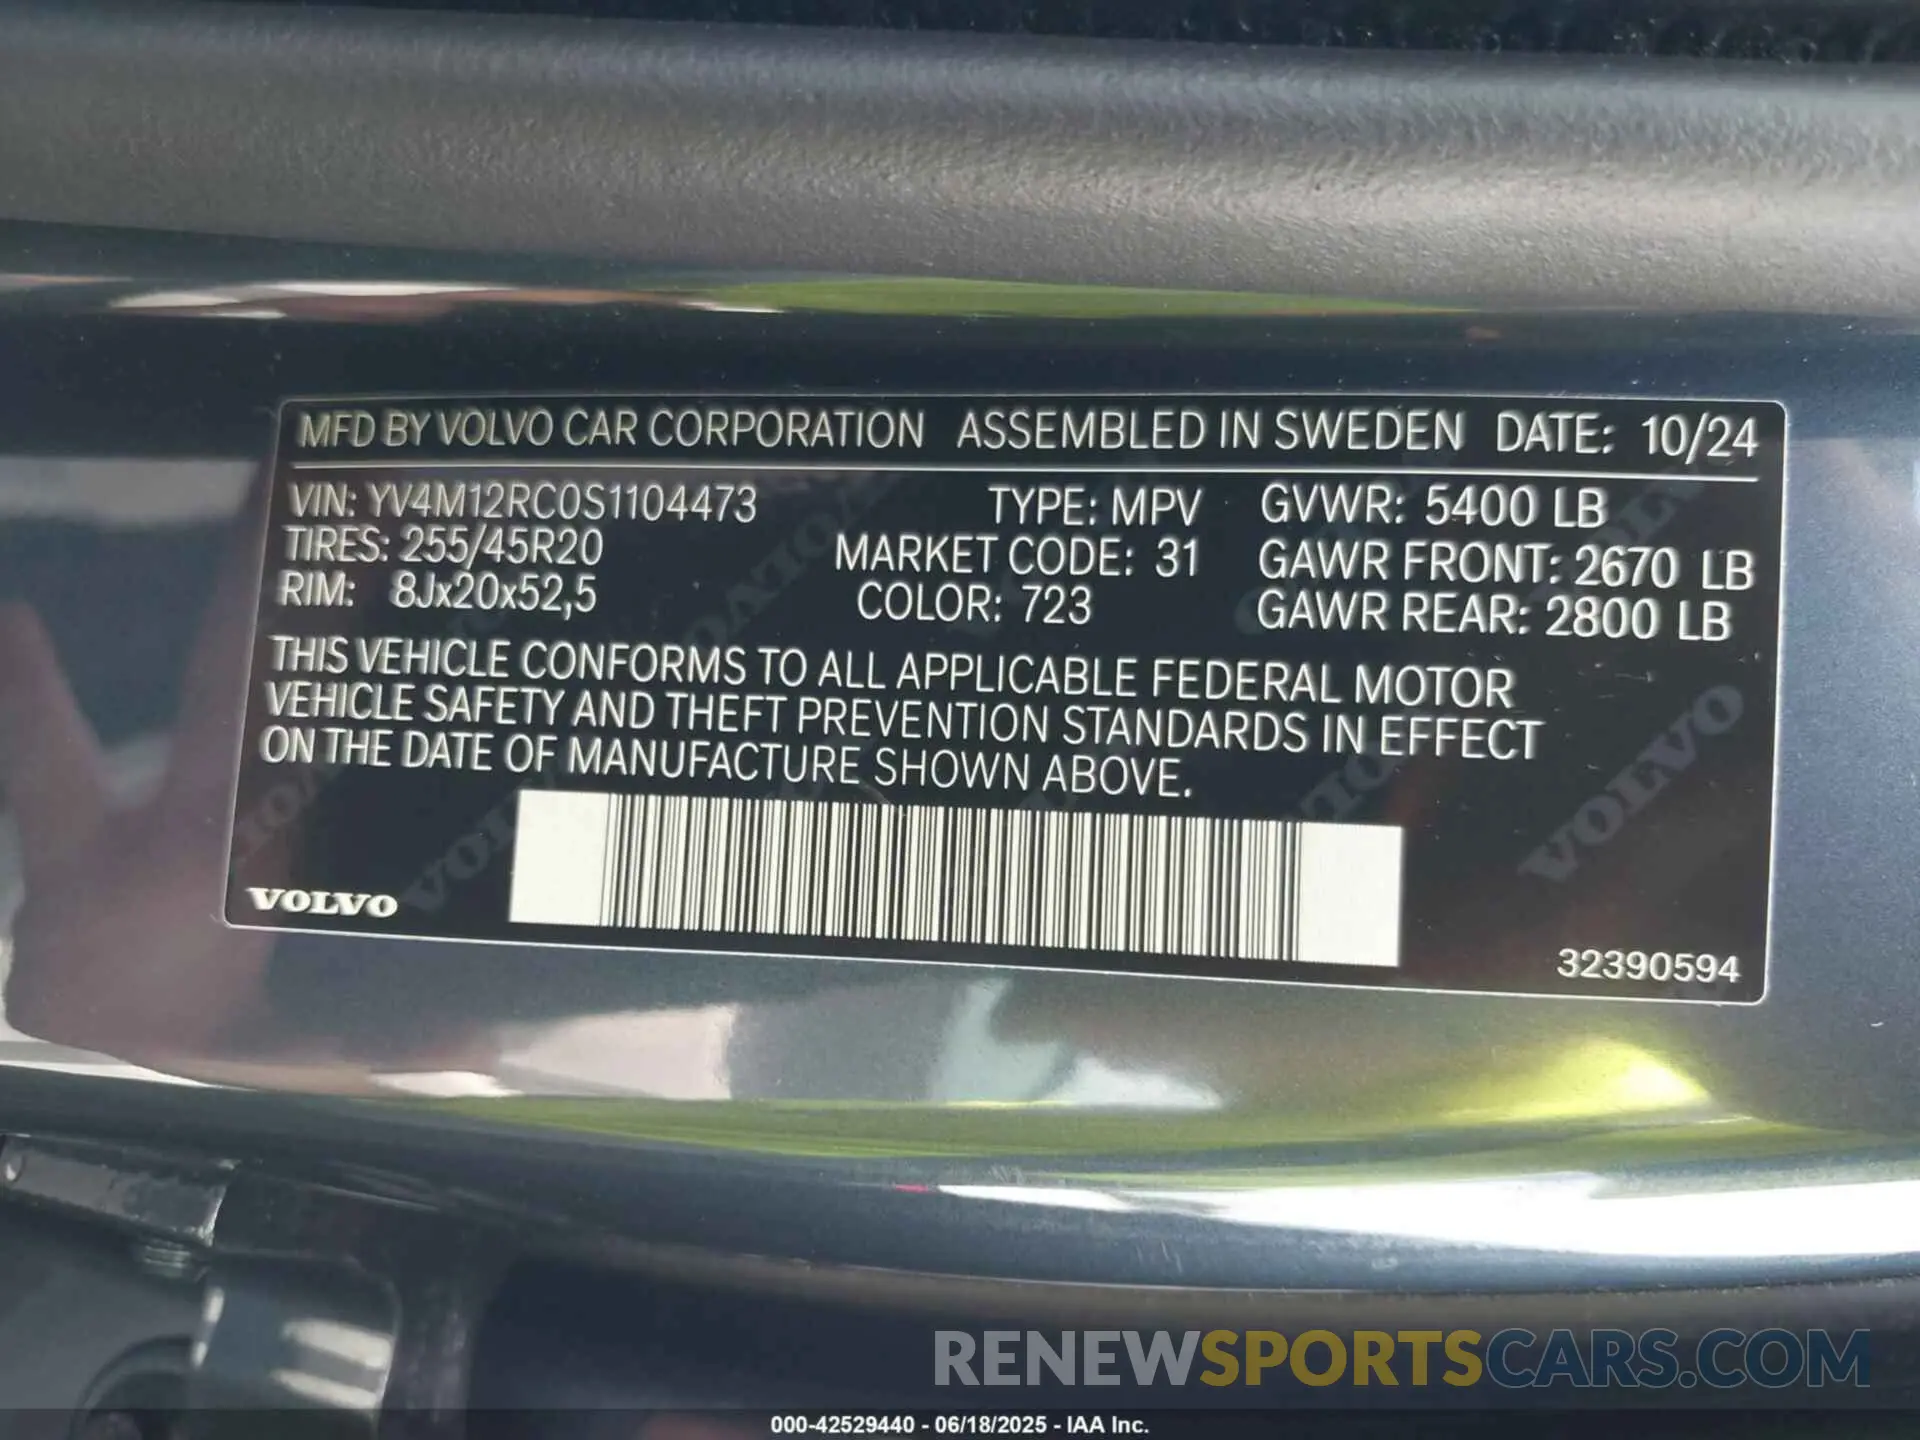 MFD BY VOLVO CAR CORPORATION ASSEMBLED IN SWEDEN DATE: 10/24
VIN: YV4M12RC0S1104473 TYPE: MPV GVWR: 5400 LB
TIRES: 255/45R20 MARKET CODE: 31 GAWR FRONT: 2670 LB
RIM: 8Jx20x52,5 COLOR: 723 GAWR REAR: 2800 LB
THIS VEHICLE CONFORMS TO ALL APPLICABLE FEDERAL MOTOR
VEHICLE SAFETY AND THEFT PREVENTION STANDARDS IN EFFECT
ON THE DATE OF MANUFACTURE SHOWN ABOVE.
VOLVO
32390594
RENEWSPORTSCARS.COM
000-42529440 - 06/18/2025 - IAA Inc.